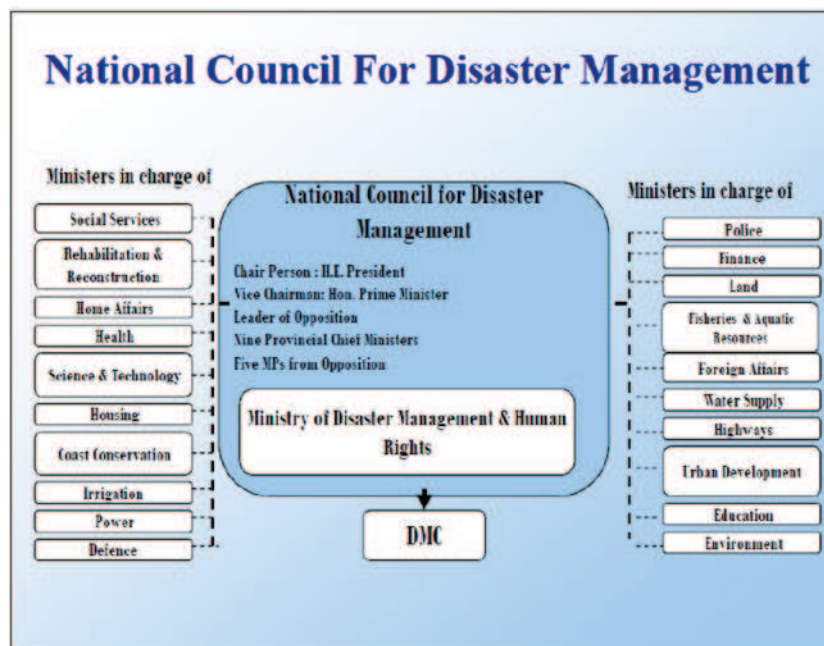 National Council For Disaster Management
Ministers in charge of
Social Services
Rehabilitation &
Reconstruction
Home Affairs
Health
Science & Technology
Housing
Coast Conservation
Irrigation
Power
Defence
National Council for Disaster
Management
Chair Person : H.E. President
Vice Chairman: Hon. Prime Minister
Leader of Opposition
Nine Provincial Chief Ministers
Five MPs from Opposition
Ministry of Disaster Management & Human
Rights
DMC
Ministers in charge of
Police
Finance
Land
Fisheries & Aquatic
Resources
Foreign Affairs
Water Supply
Highways
Urban Development
Education
Environment